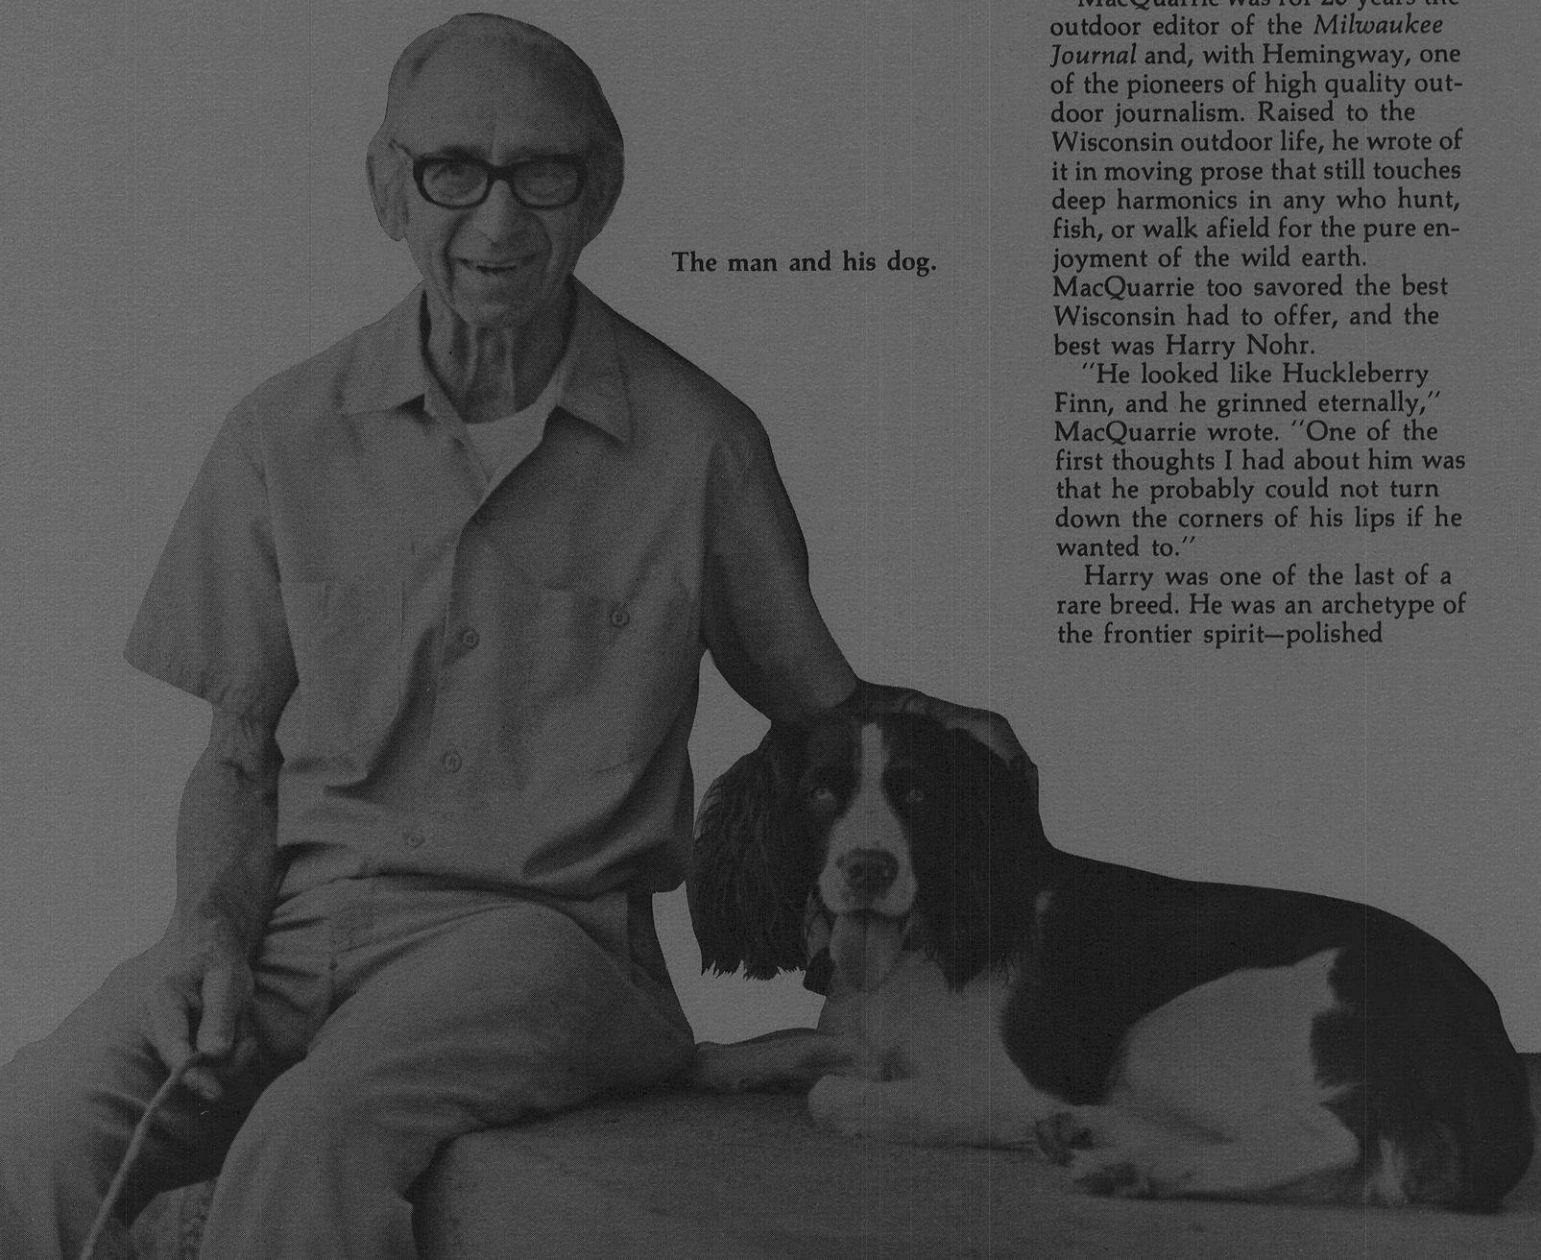 The man and his dog.
MacQuarrie was for 20 years the
outdoor editor of the Milwaukee
Journal and, with Hemingway, one
of the pioneers of high quality out-
door journalism. Raised to the
Wisconsin outdoor life, he wrote of
it in moving prose that still touches
deep harmonics in any who hunt,
fish, or walk afield for the pure en-
joyment of the wild earth.
MacQuarrie too savored the best
Wisconsin had to offer, and the
best was Harry Nohr.
"He looked like Huckleberry
Finn, and he grinned eternally,"
MacQuarrie wrote. "One of the
first thoughts I had about him was
that he probably could not turn
down the corners of his lips if he
wanted to."
Harry was one of the last of a
rare breed. He was an archetype of
the frontier spirit—polished